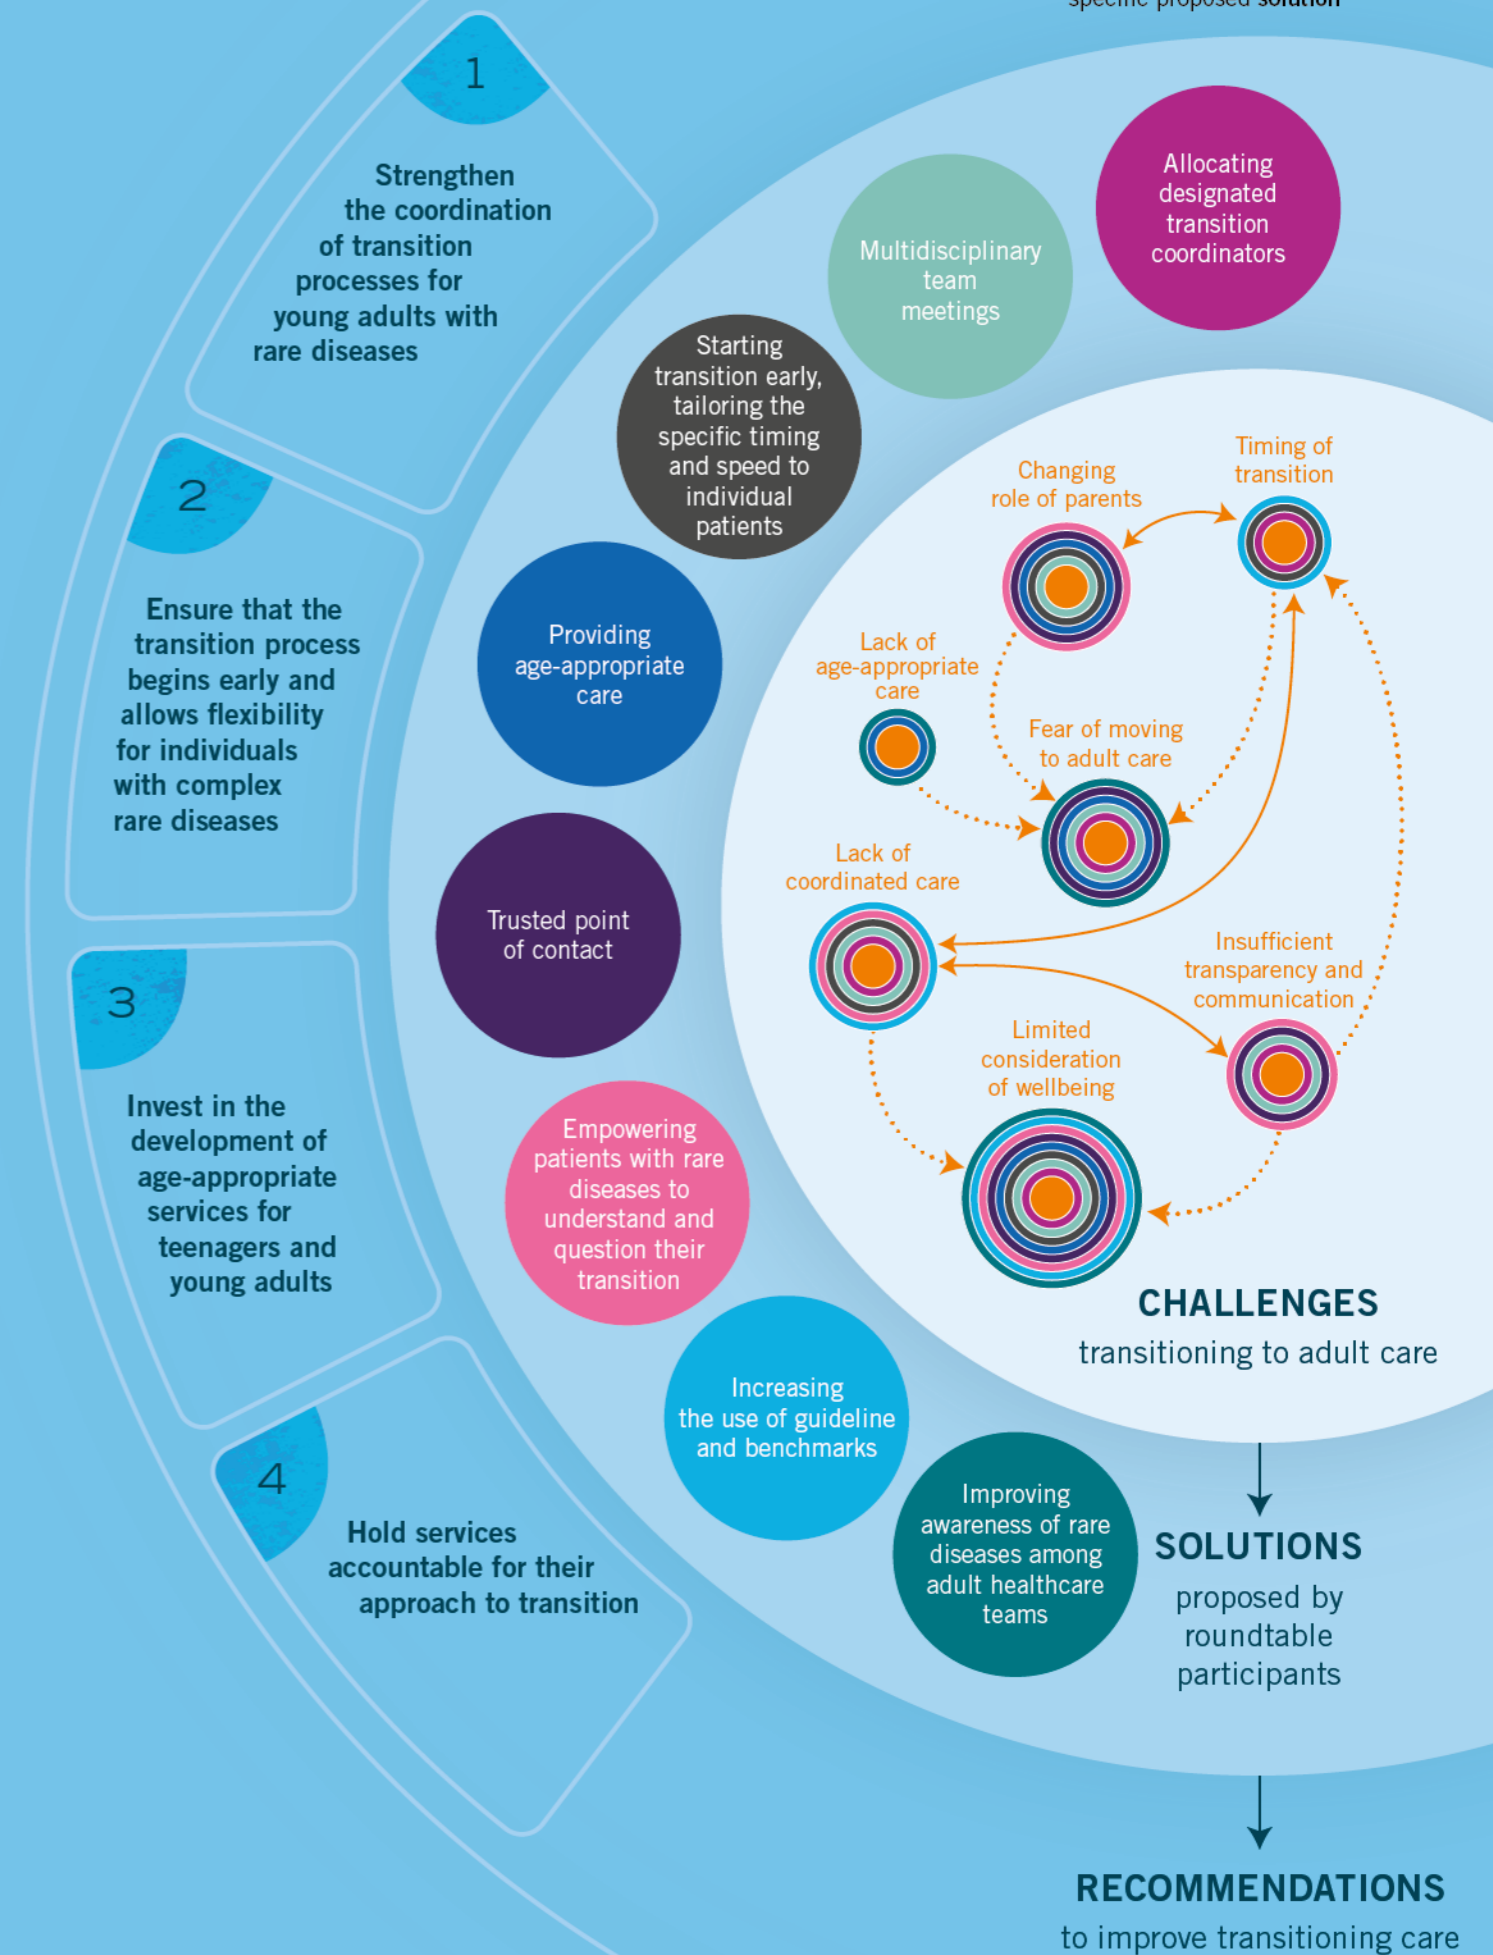 specific proposed solution
1
Strengthen
the coordination
of transition
processes for
young adults with
rare diseases
2
Ensure that the
transition process
begins early and
allows flexibility
for individuals
with complex
rare diseases
3
Invest in the
development of
age-appropriate
services for
teenagers and
young adults
4
Hold services
accountable for their
approach to transition
Allocating
designated
transition
coordinators
Multidisciplinary
team
meetings
Starting
transition early,
tailoring the
specific timing
and speed to
individual
patients
Providing
age-appropriate
care
Trusted point
of contact
Empowering
patients with rare
diseases to
understand and
question their
transition
Increasing
the use of guideline
and benchmarks
Improving
awareness of rare
diseases among
adult healthcare
teams
Changing
role of parents
Timing of
transition
Lack of
age-appropriate
care
Fear of moving
to adult care
Lack of
coordinated care
Insufficient
transparency and
communication
Limited
consideration
of wellbeing
CHALLENGES
transitioning to adult care
SOLUTIONS
proposed by
roundtable
participants
RECOMMENDATIONS
to improve transitioning care